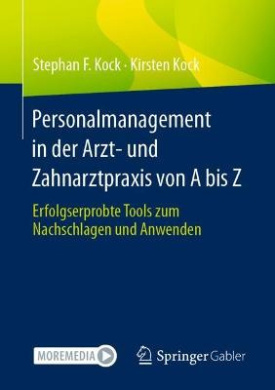 Stephan F. Kock · Kirsten Kock
Personalmanagement
in der Arzt- und
Zahnarztpraxis von A bis Z
Erfolgserprobte Tools zum
Nachschlagen und Anwenden
MOREMEDIA
Springer Gabler